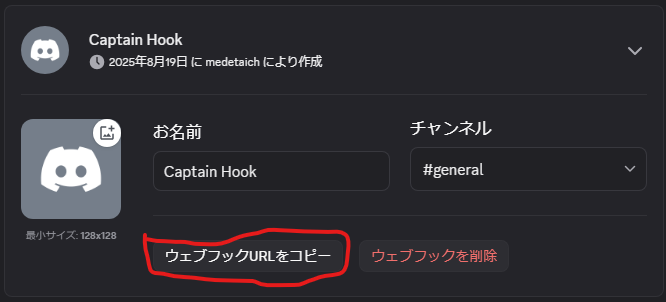 Captain Hook
2025年8月19日 に medetaich により作成
お名前
チャンネル
Captain Hook
#general
最小サイズ: 128x128
ウェブフックURLをコピー
ウェブフックを削除